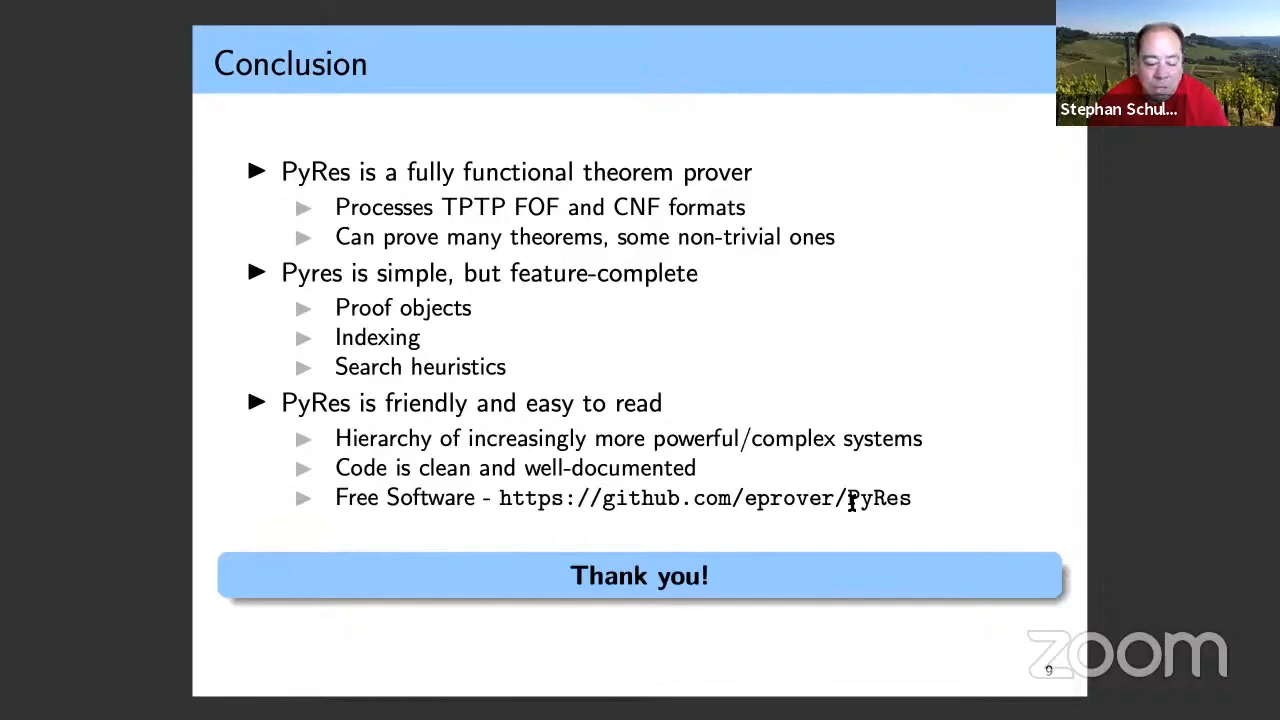 Conclusion
Stephan Schul...
PyRes is a fully functional theorem prover
Processes TPTP FOF and CNF formats
Can prove many theorems, some non-trivial ones
Pyres is simple, but feature-complete
Proof objects
Indexing
Search heuristics
PyRes is friendly and easy to read
Hierarchy of increasingly more powerful/complex systems
Code is clean and well-documented
Free Software - https://github.com/eprover/PyRes
Thank you!
zoom
9